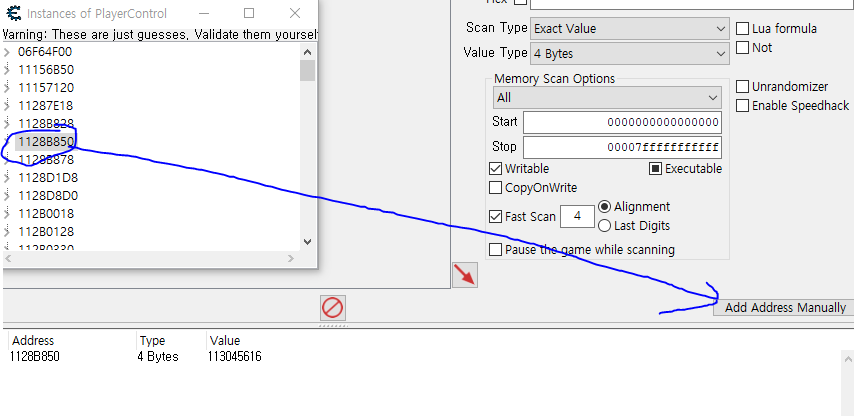 Instances of PlayerControl
Warning: These are just guesses, Validate them yoursel
06F64F00
11156B50
11157120
11287E18
1128B828
1128B850
1128B878
1128D1D8
1128D8D0
112B0018
112B0128
112B0330
Hex
Scan Type Exact Value
Lua formula
Value Type 4 Bytes
Not
Memory Scan Options
All
Unrandomizer
Enable Speedhack
Start 0000000000000000
Stop 00007fffffffffff
Writable Executable
CopyOnWrite
Fast Scan 4 Alignment
Last Digits
Pause the game while scanning
Add Address Manually
Address Type Value
1128B850 4 Bytes 113045616